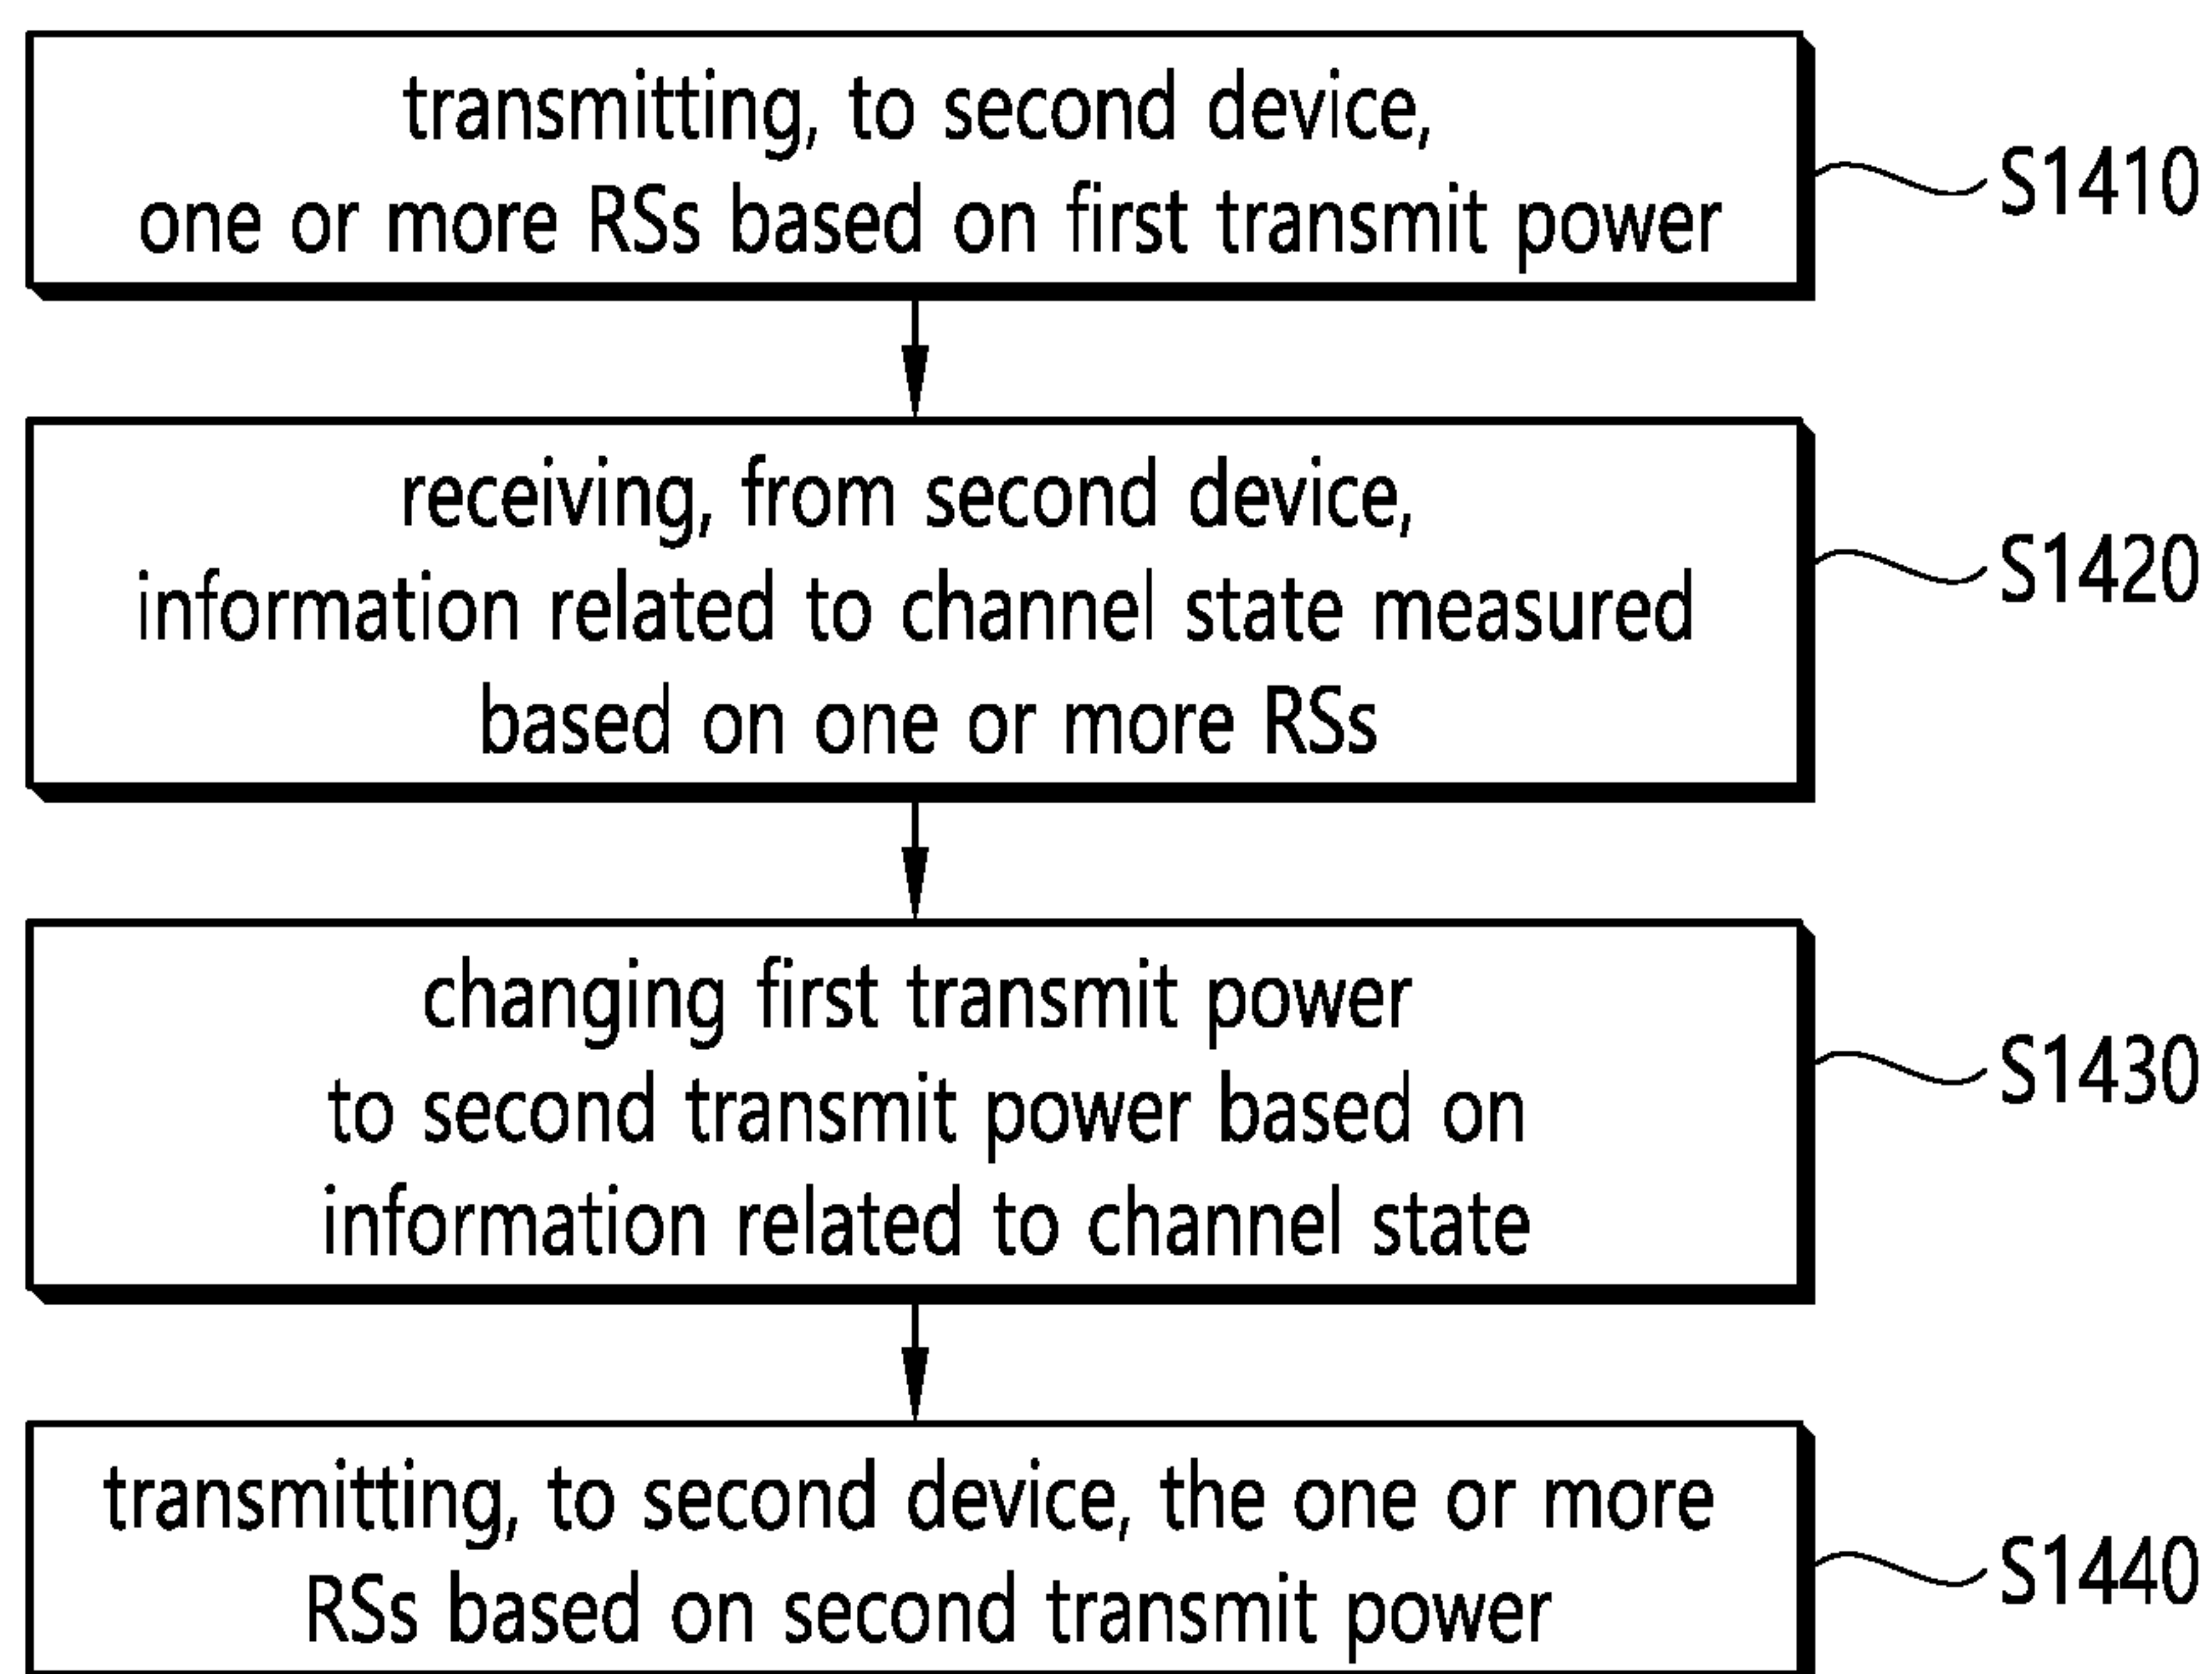 transmitting, to second device,
one or more RSs based on first transmit power
S1410
receiving, from second device,
information related to channel state measured
based on one or more RSs
S1420
changing first transmit power
to second transmit power based on
information related to channel state
S1430
transmitting, to second device, the one or more
RSs based on second transmit power
S1440